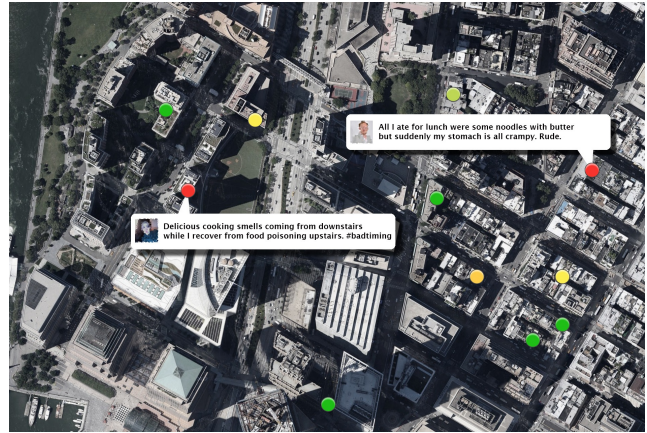 All I ate for lunch were some noodles with butter
but suddenly my stomach is all crampy. Rude.
Delicious cooking smells coming from downstairs
while I recover from food poisoning upstairs. #badtiming